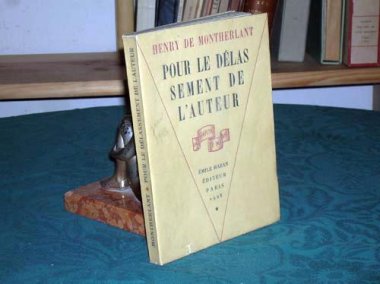 HENRY DE MONTHERLANT
POUR LE DÉLAS
SEMENT DE
L'AUTEUR
ÉMILE HAZAN
ÉDITEUR
PARIS
MONTHERLANT ★ POUR LE DÉLASSEMENT DE L'AUTEUR